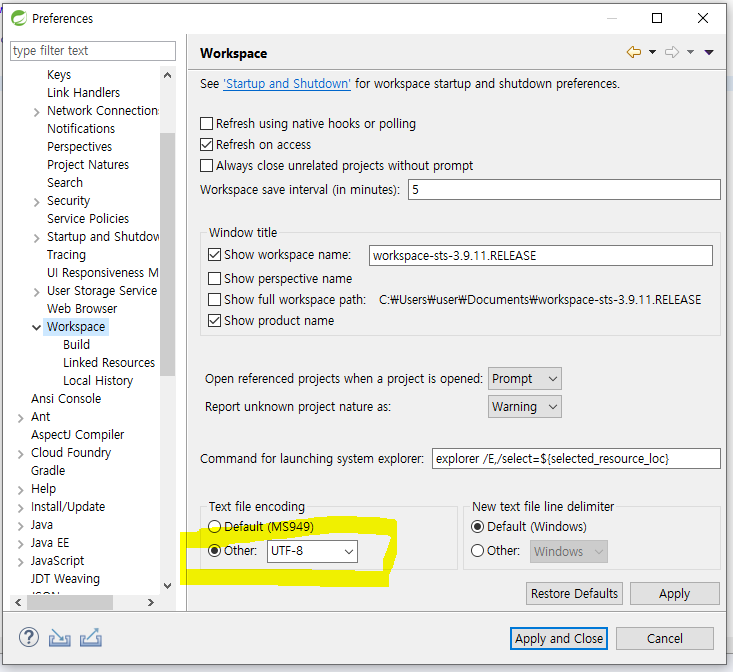 Preferences
type filter text
Workspace
See 'Startup and Shutdown' for workspace startup and shutdown preferences.
Keys
Link Handlers
Network Connection
Notifications
Perspectives
Project Natures
Search
Security
Service Policies
Startup and Shutdow
Tracing
UI Responsiveness M
User Storage Service
Web Browser
Workspace
Build
Linked Resources
Local History
Ansi Console
Ant
AspectJ Compiler
Cloud Foundry
Gradle
Help
Install/Update
Java
Java EE
JavaScript
JDT Weaving
JSON
Refresh using native hooks or polling
Refresh on access
Always close unrelated projects without prompt
Workspace save interval (in minutes): 5
Window title
Show workspace name: workspace-sts-3.9.11.RELEASE
Show perspective name
Show full workspace path: C:₩Users₩user₩Documents₩workspace-sts-3.9.11.RELEASE
Show product name
Open referenced projects when a project is opened: Prompt
Report unknown project nature as: Warning
Command for launching system explorer: explorer /E,/select=${selected_resource_loc}
Text file encoding
Default (MS949)
Other: UTF-8
New text file line delimiter
Default (Windows)
Other: Windows
Restore Defaults Apply
? Apply and Close Cancel